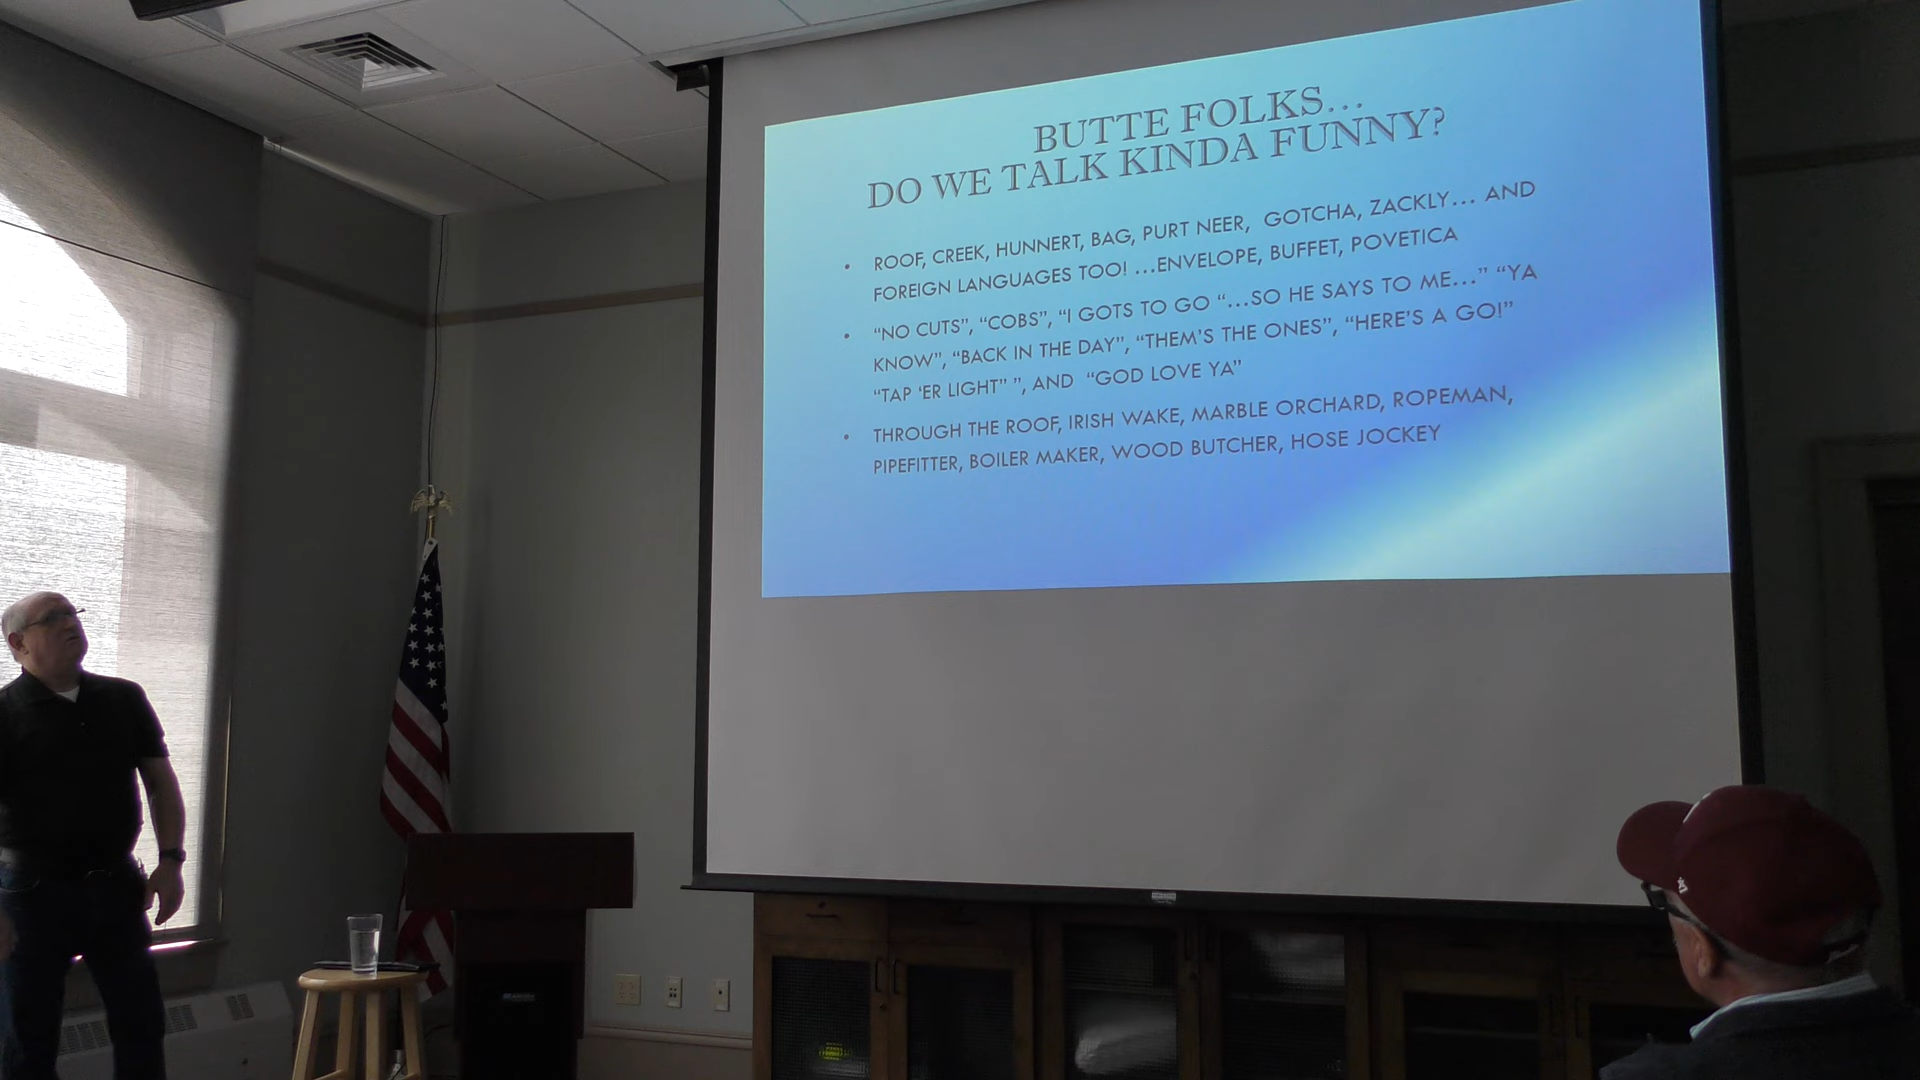 BUTTE FOLKS...
DO WE TALK KINDA FUNNY?
• ROOF, CREEK, HUNNERT, BAG, PURT NEER, GOTCHA, ZACKLY... AND
FOREIGN LANGUAGES TOO! ...ENVELOPE, BUFFET, POVETICA
• “NO CUTS”, “COBS”, “I GOTS TO GO “...SO HE SAYS TO ME...” “YA
KNOW”, “BACK IN THE DAY”, “THEM’S THE ONES”, “HERE’S A GO!”
“TAP ‘ER LIGHT” ”, AND “GOD LOVE YA”
• THROUGH THE ROOF, IRISH WAKE, MARBLE ORCHARD, ROPEMAN,
PIPEFITTER, BOILER MAKER, WOOD BUTCHER, HOSE JOCKEY